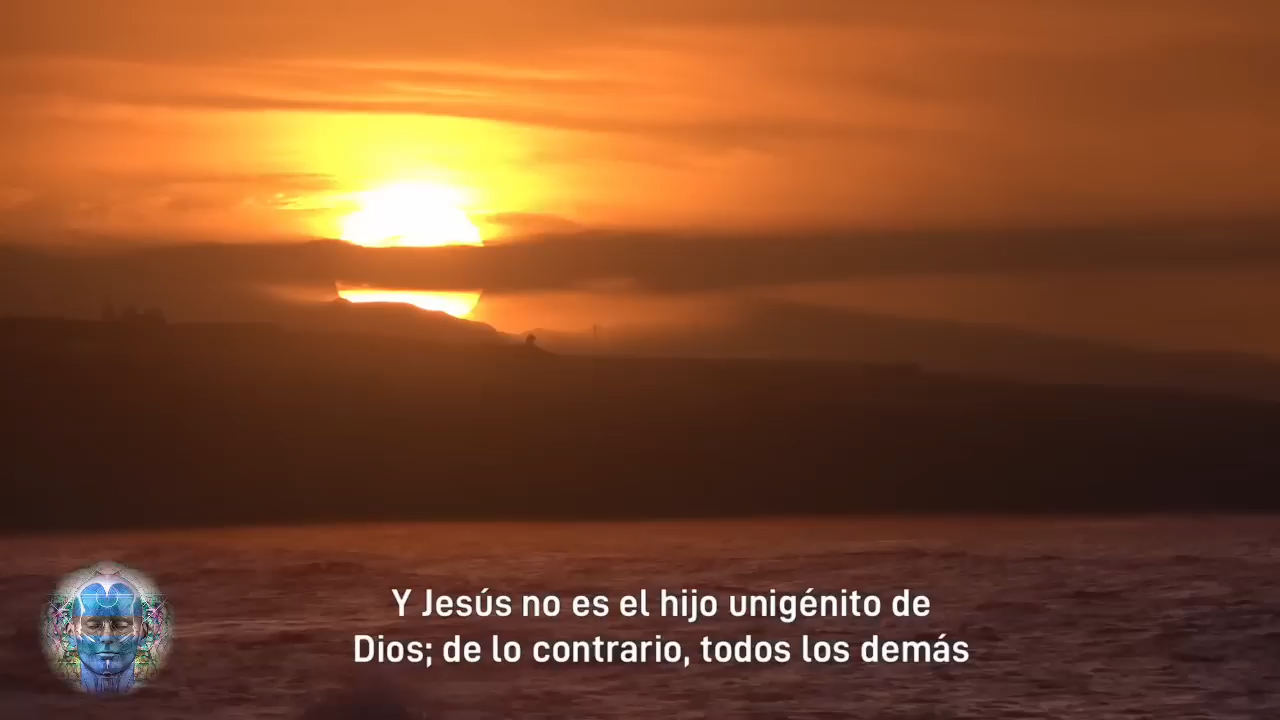 Y Jesús no es el hijo unigénito de
Dios; de lo contrario, todos los demás